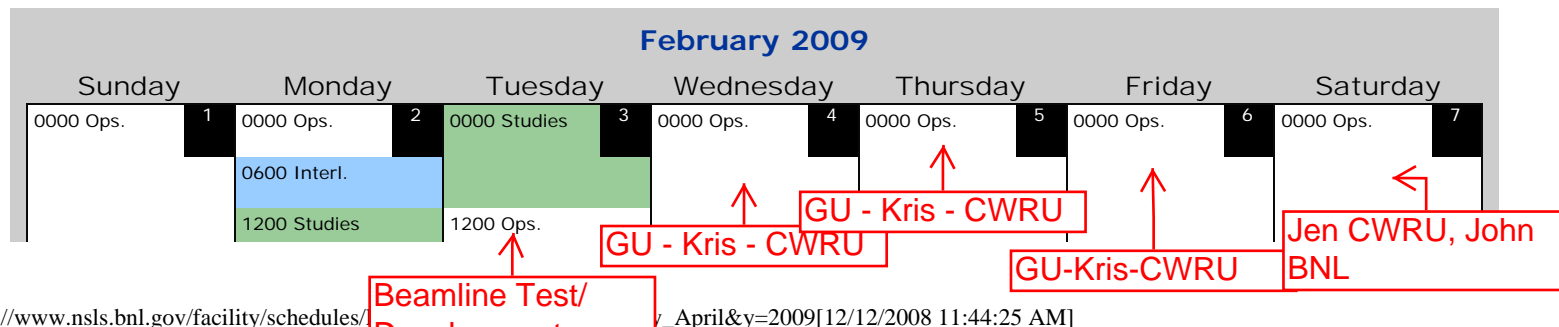 February 2009
Sunday Monday Tuesday Wednesday Thursday Friday Saturday
0000 Ops. 1 0000 Ops. 2 0000 Studies 3 0000 Ops. 4 0000 Ops. 5 0000 Ops. 6 0000 Ops. 7
0600 Interl.
1200 Studies 1200 Ops.
GU - Kris - CWRU
GU - Kris - CWRU
GU-Kris-CWRU
Jen CWRU, John
BNL
Beamline Test/
//www.nsls.bnl.gov/facility/schedules/ y_April&y=2009[12/12/2008 11:44:25 AM]